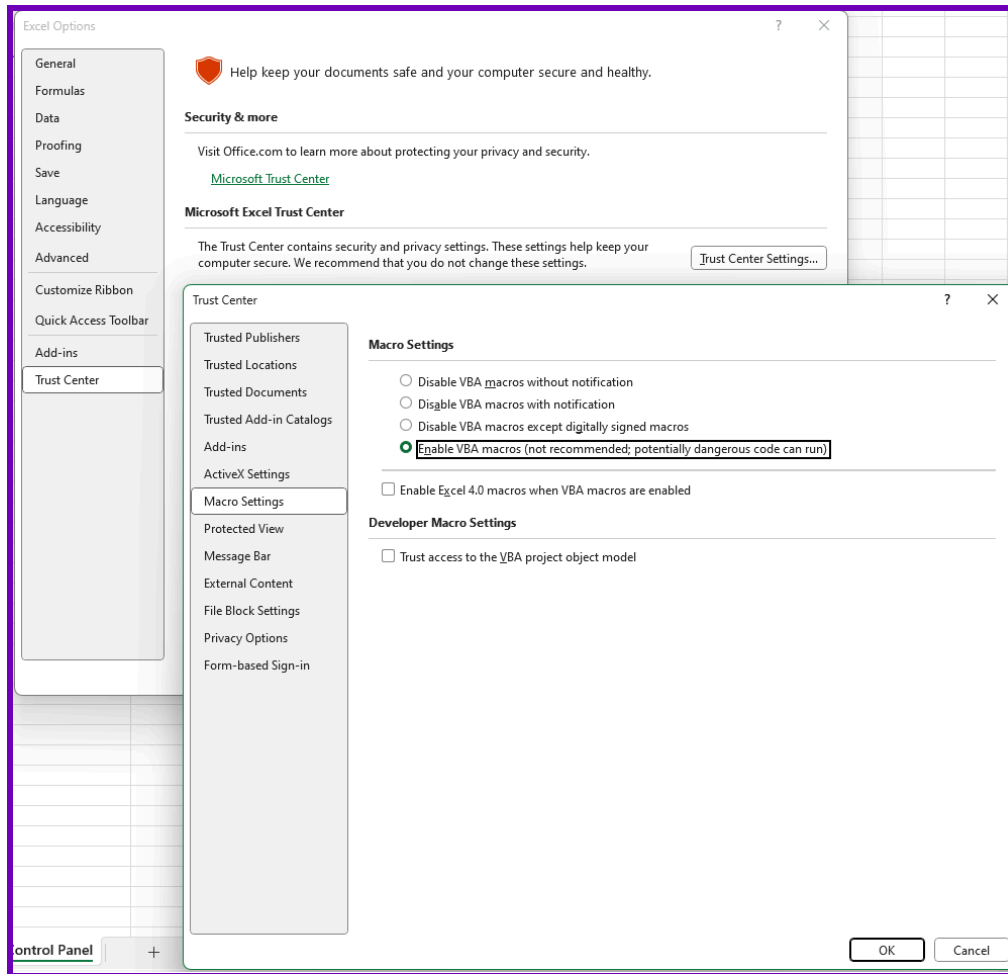 Excel Options
?
General
Formulas
Data
Proofing
Save
Language
Accessibility
Advanced
Customize Ribbon
Quick Access Toolbar
Add-ins
Trust Center
Help keep your documents safe and your computer secure and healthy.
Security & more
Visit Office.com to learn more about protecting your privacy and security.
Microsoft Trust Center
Microsoft Excel Trust Center
The Trust Center contains security and privacy settings. These settings help keep your
computer secure. We recommend that you do not change these settings.
Trust Center Settings...
Trust Center
?
Trusted Publishers
Trusted Locations
Trusted Documents
Trusted Add-in Catalogs
Add-ins
ActiveX Settings
Macro Settings
Protected View
Message Bar
External Content
File Block Settings
Privacy Options
Form-based Sign-in
Macro Settings
Disable VBA macros without notification
Disable VBA macros with notification
Disable VBA macros except digitally signed macros
Enable VBA macros (not recommended; potentially dangerous code can run)
Enable Excel 4.0 macros when VBA macros are enabled
Developer Macro Settings
Trust access to the VBA project object model
OK
Cancel
ontrol Panel
+